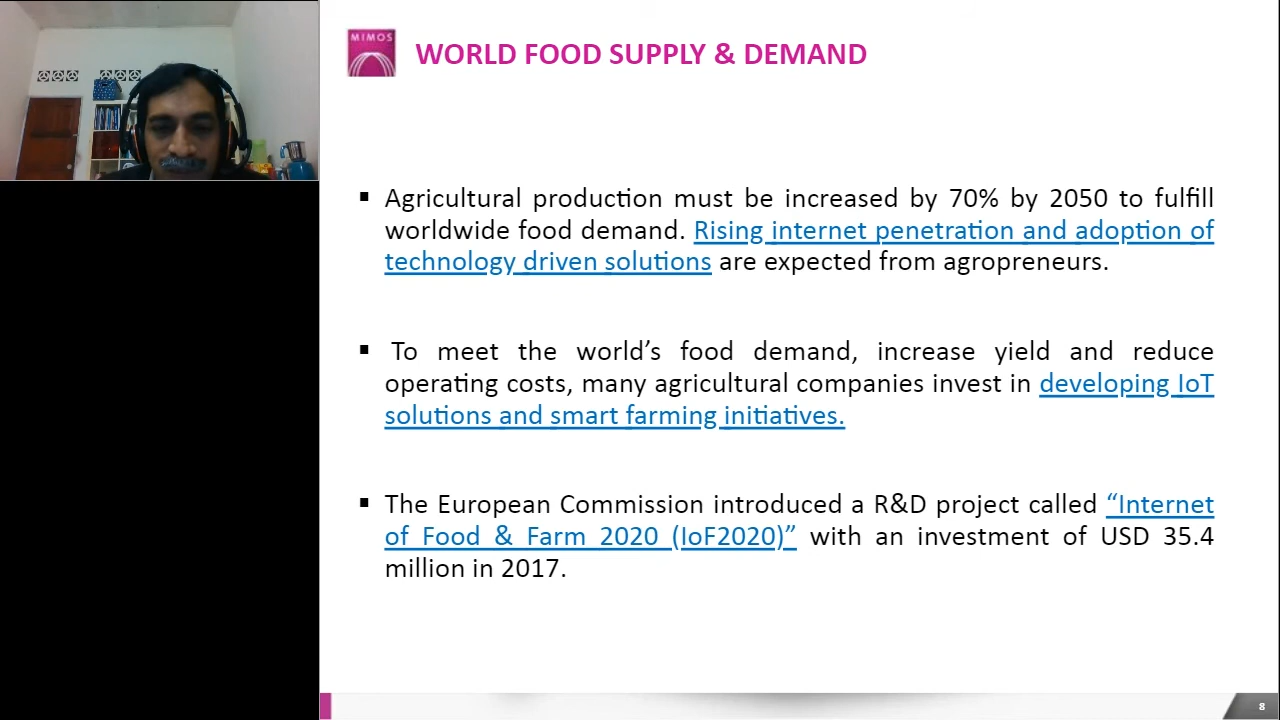 MIMOS
WORLD FOOD SUPPLY & DEMAND
▪ Agricultural production must be increased by 70% by 2050 to fulfill
worldwide food demand. Rising internet penetration and adoption of
technology driven solutions are expected from agropreneurs.
▪ To meet the world’s food demand, increase yield and reduce
operating costs, many agricultural companies invest in developing IoT
solutions and smart farming initiatives.
▪ The European Commission introduced a R&D project called “Internet
of Food & Farm 2020 (IoF2020)” with an investment of USD 35.4
million in 2017.
8